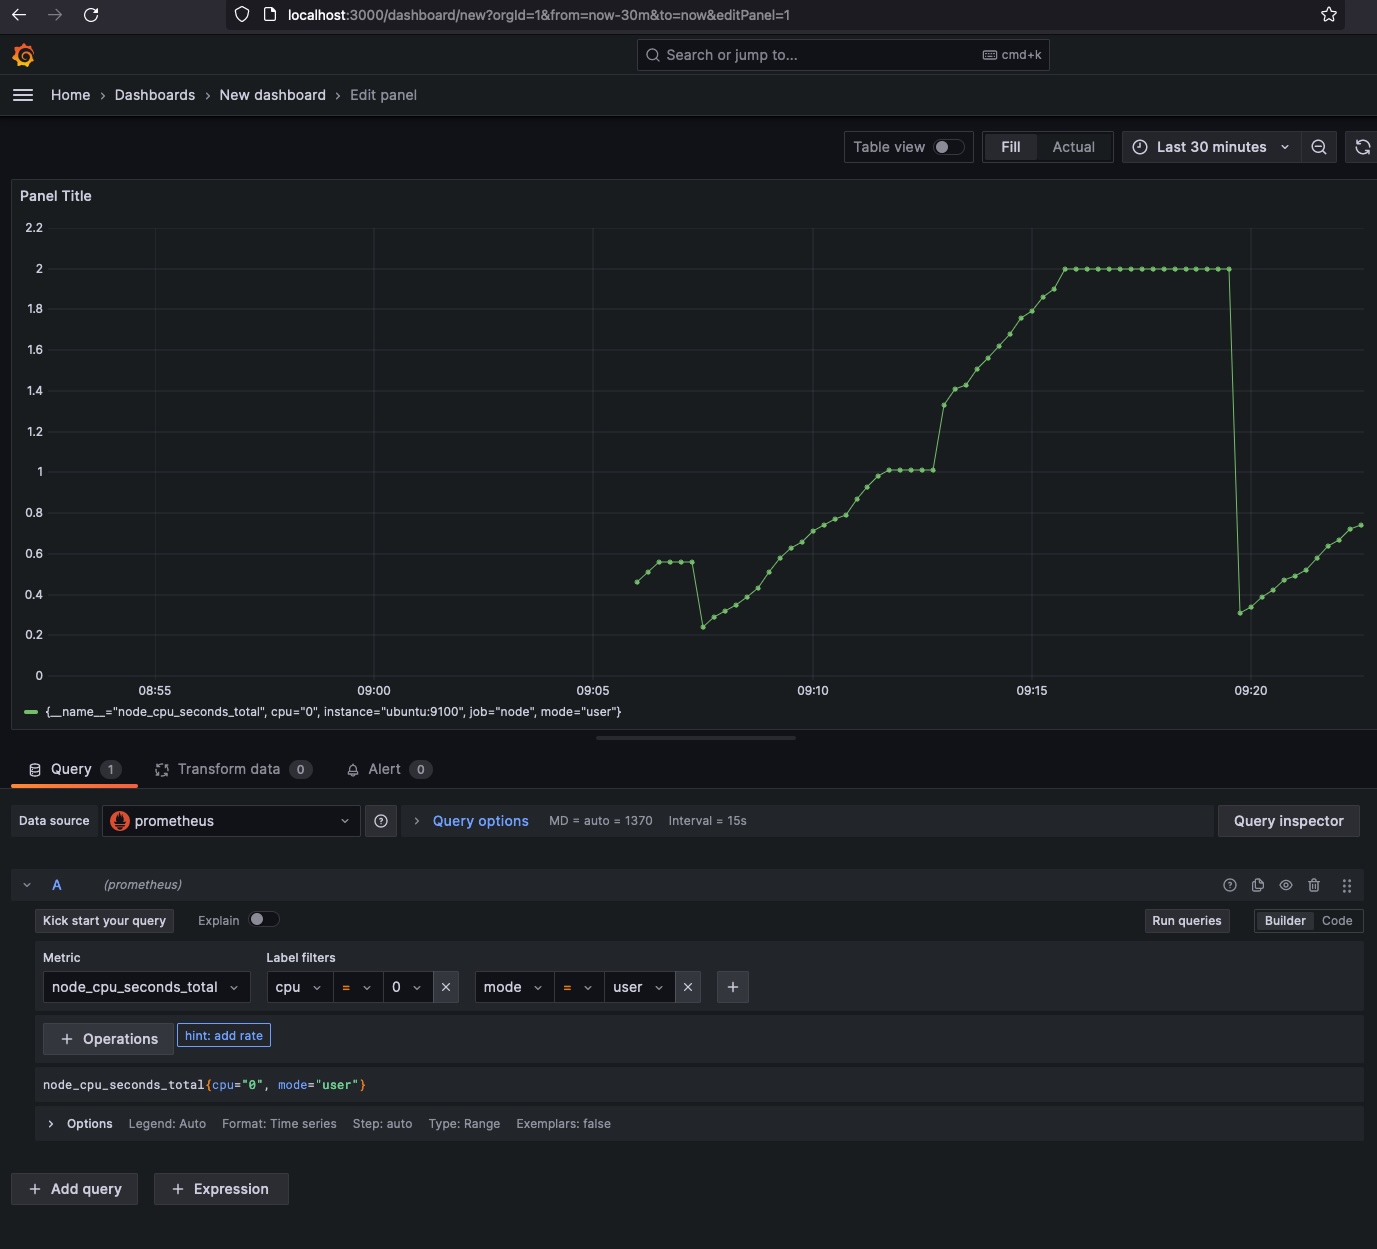 localhost:3000/dashboard/new?orgId=1&from=now-30m&to=now&editPanel=1
Search or jump to...
cmd+k
Home › Dashboards › New dashboard › Edit panel
Table view
Fill
Actual
Last 30 minutes
Panel Title
2.2
2
1.8
1.6
1.4
1.2
1
0.8
0.6
0.4
0.2
0
08:55
09:00
09:05
09:10
09:15
09:20
{__name__="node_cpu_seconds_total", cpu="0", instance="ubuntu:9100", job="node", mode="user"}
Query 1
Transform data 0
Alert 0
Data source
prometheus
Query options
MD = auto = 1370
Interval = 15s
Query inspector
A
(prometheus)
Kick start your query
Explain
Run queries
Builder
Code
Metric
Label filters
node_cpu_seconds_total
cpu
=
0
mode
=
user
+
+ Operations
hint: add rate
node_cpu_seconds_total{cpu="0", mode="user"}
Options
Legend: Auto
Format: Time series
Step: auto
Type: Range
Exemplars: false
+ Add query
+ Expression